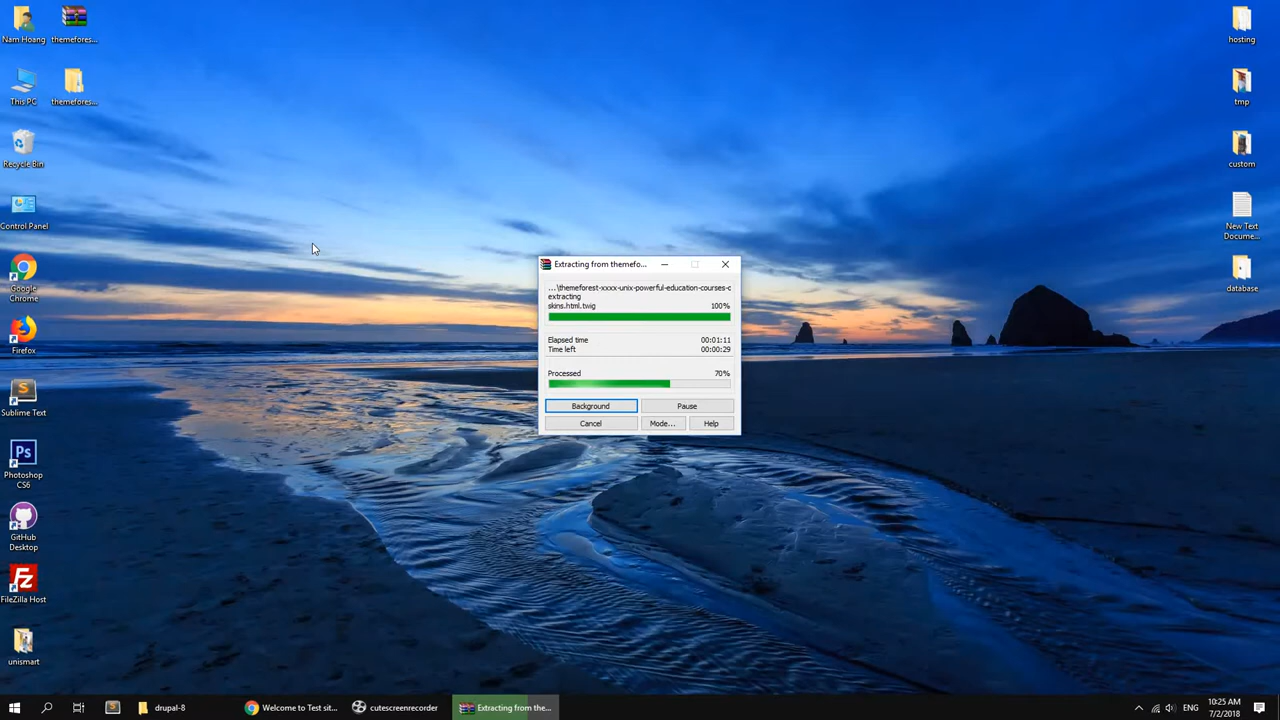 Nam Hoang
themefores...
This PC
themefores...
Recycle Bin
Control Panel
Google
Chrome
Firefox
Sublime Text
Photoshop
CS6
GitHub
Desktop
FileZilla Host
unismart
hosting
tmp
custom
New Text
Docume...
database
Extracting from themefo...
...\themeforest-xxxx-unix-powerful-education-courses-c
extracting
skins.html.twig 100%
Elapsed time 00:01:11
Time left 00:00:29
Processed 70%
Background Pause
Cancel Mode... Help
drupal-8
Welcome to Test sit...
cutescreenrecorder
Extracting from the...
ENG
10:25 AM
7/2/2018